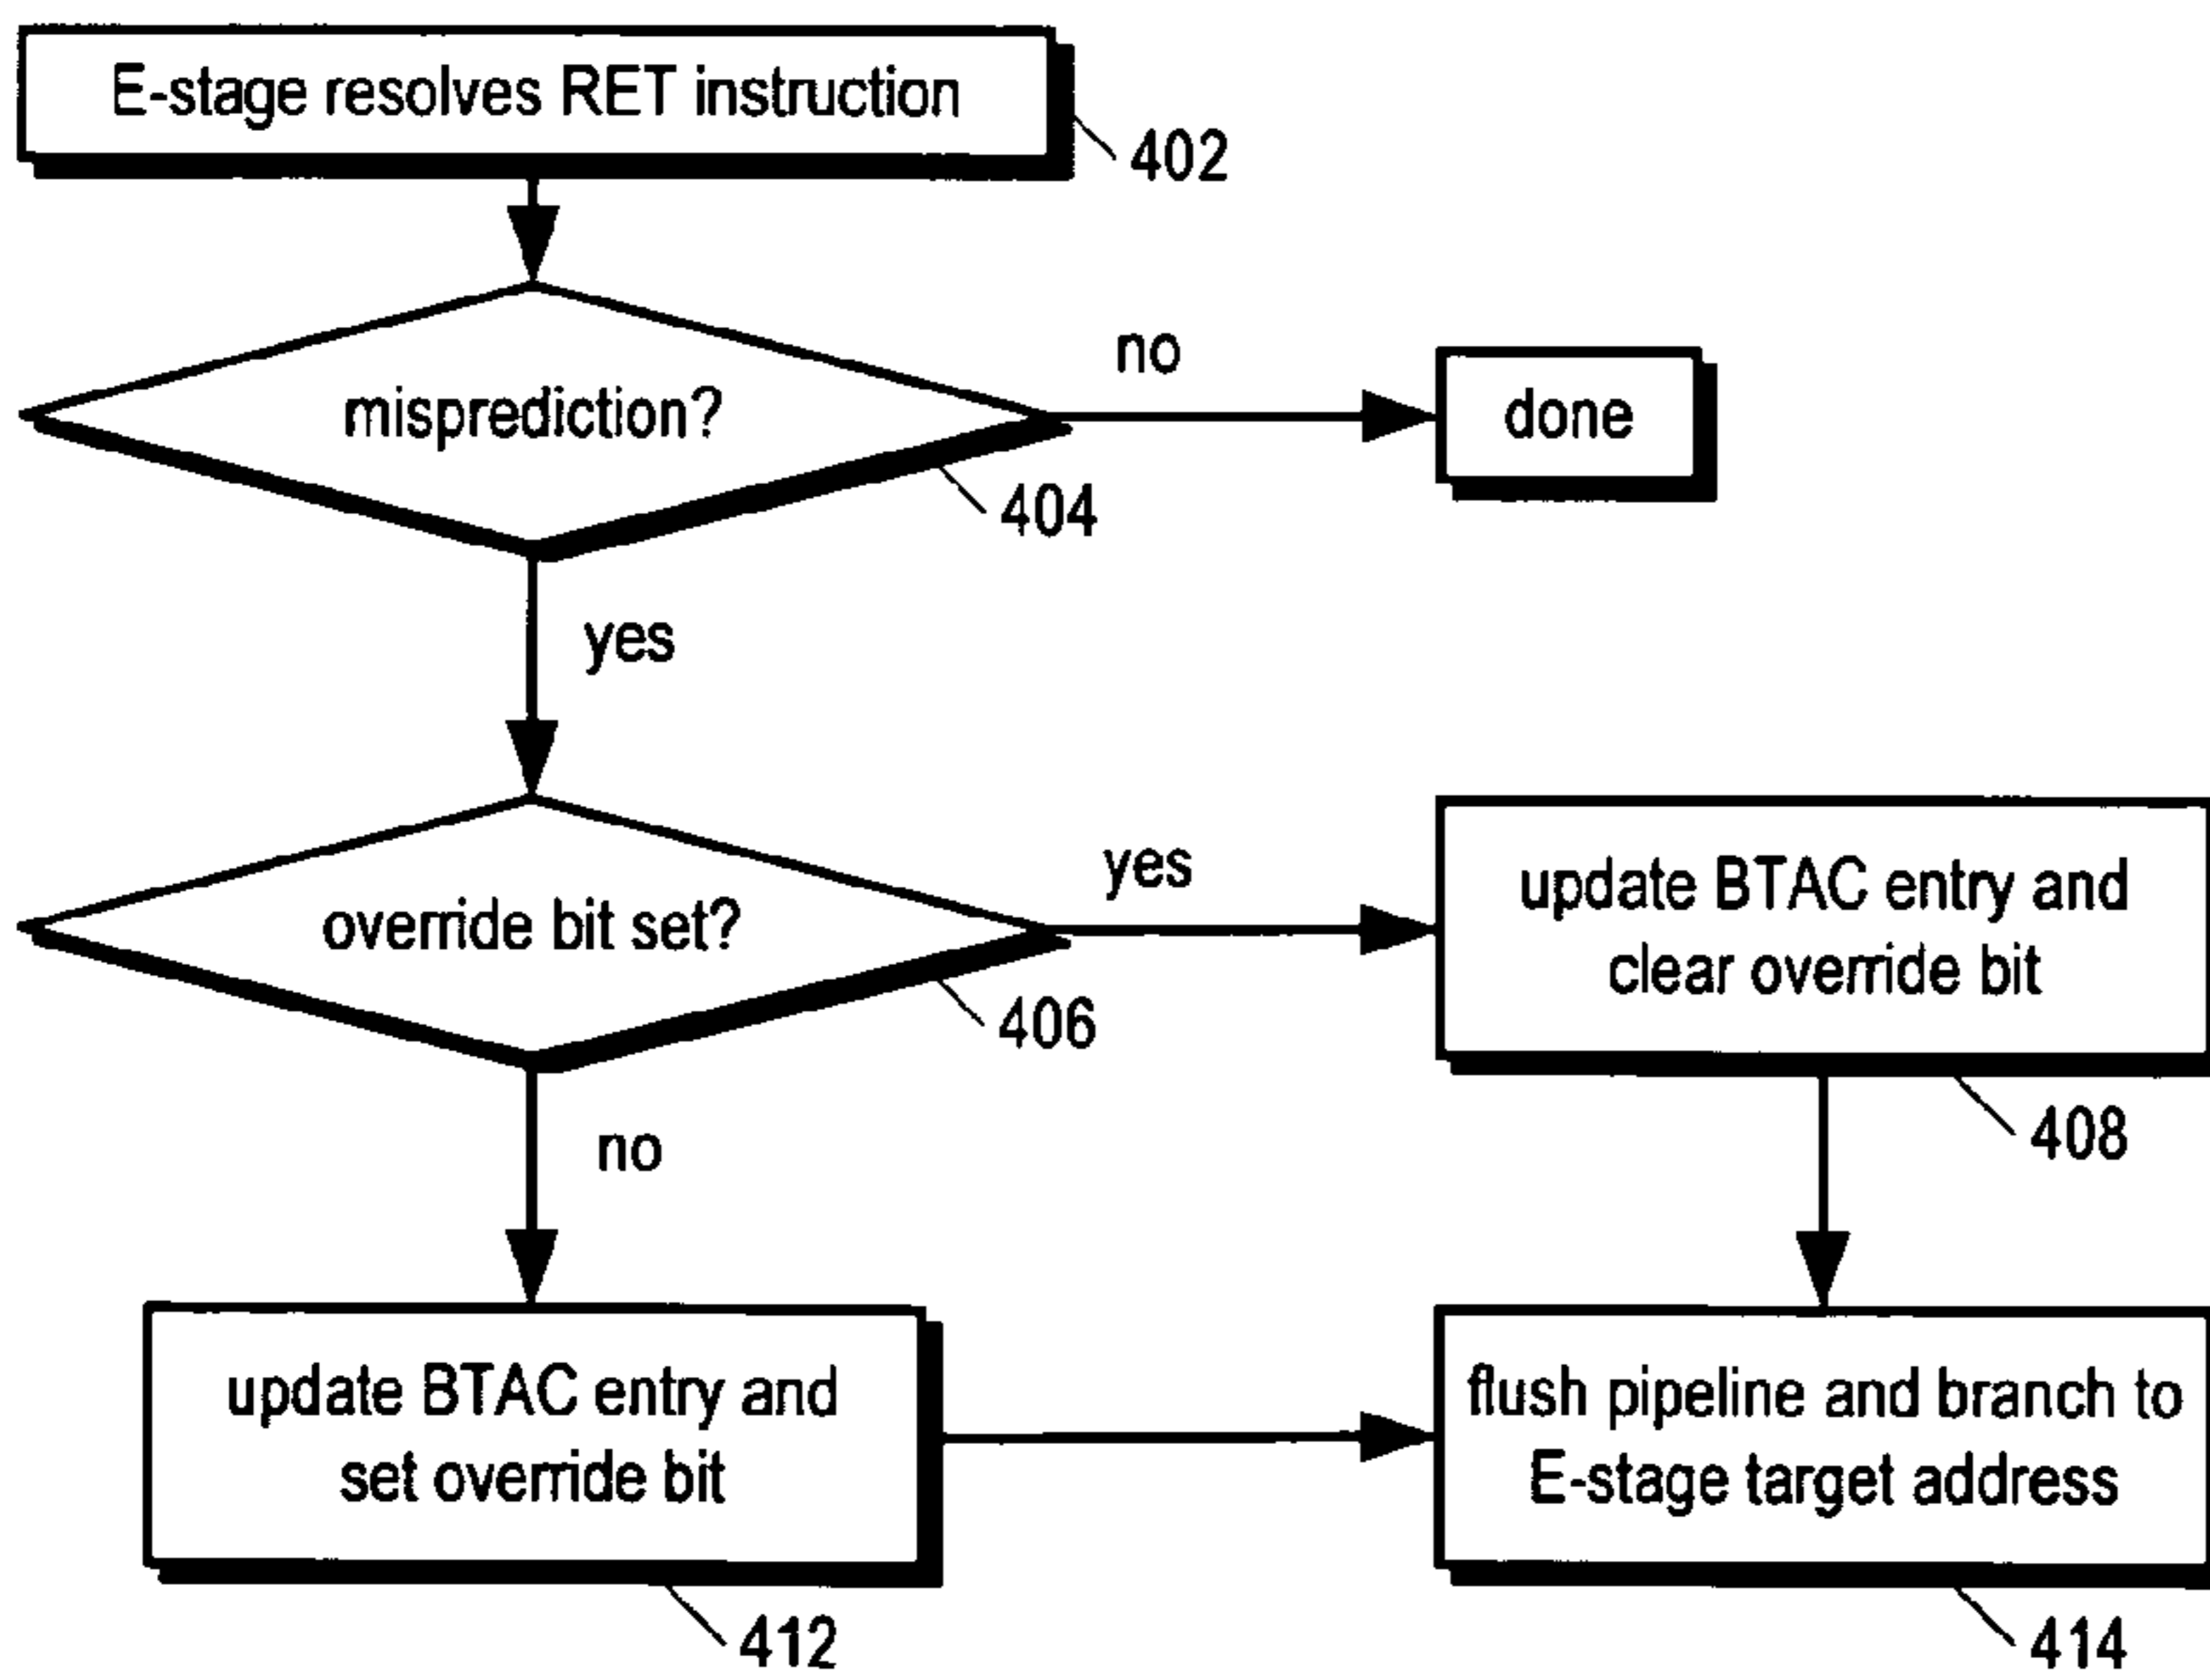 E-stage resolves RET instruction
402
misprediction?
no
done
404
yes
override bit set?
yes
update BTAC entry and
clear override bit
406
408
no
update BTAC entry and
set override bit
flush pipeline and branch to
E-stage target address
412
414